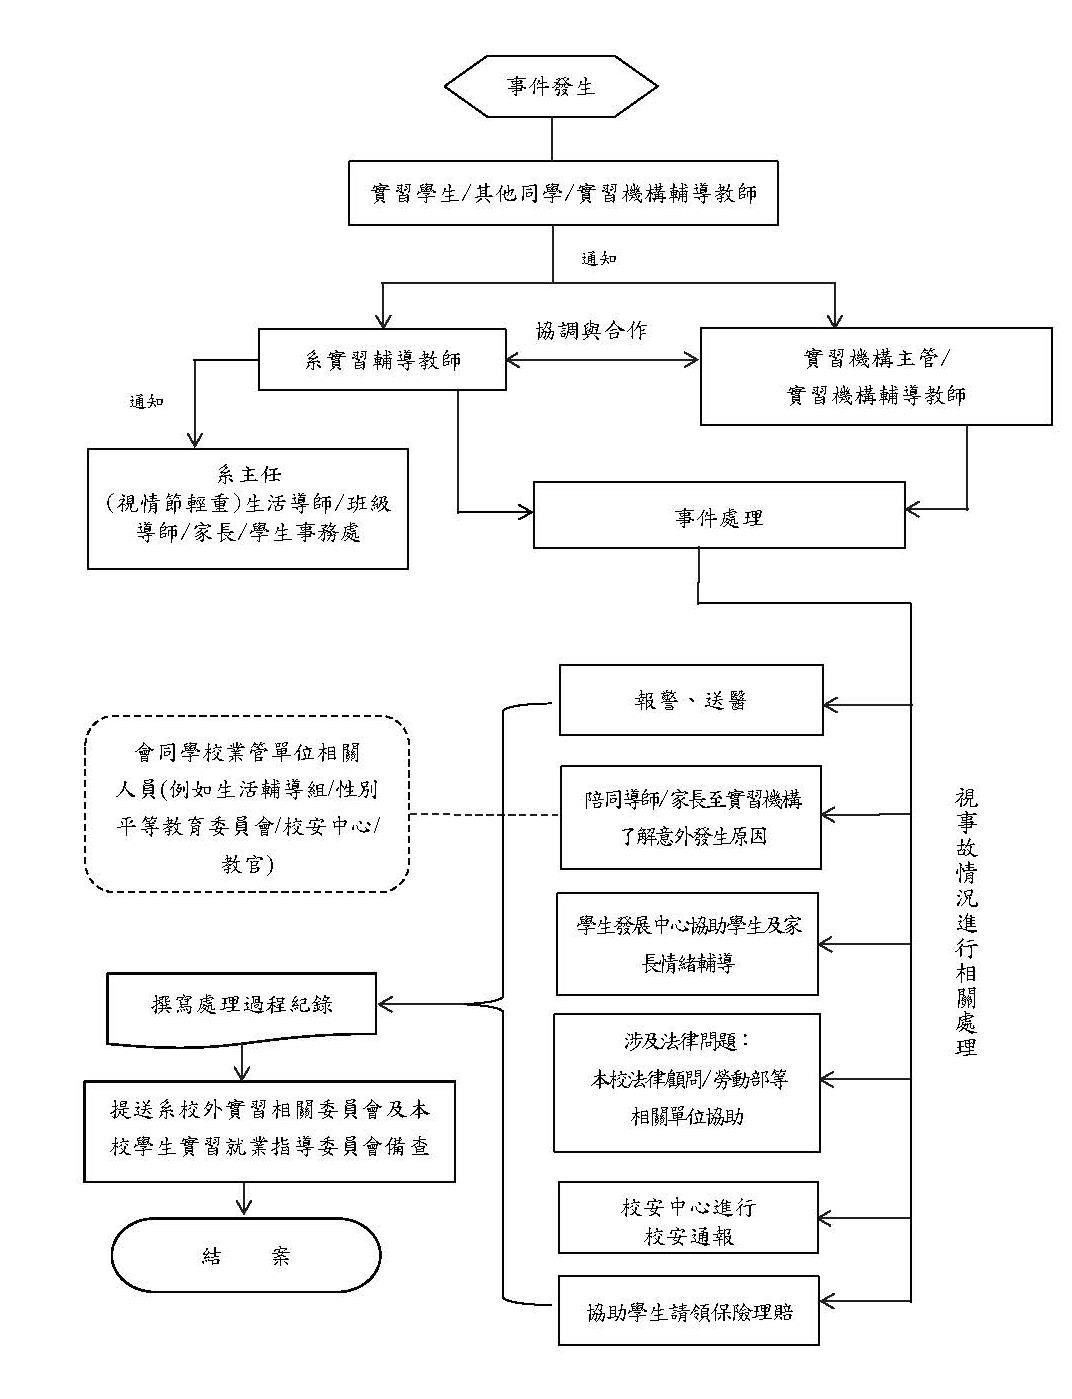 事件發生
實習學生/其他同學/實習機構輔導教師
通知
協調與合作
系實習輔導教師
實習機構主管/
實習機構輔導教師
通知
系主任
(視情節輕重)生活導師/班級
導師/家長/學生事務處
事件處理
報警、送醫
會同學校業管單位相關
人員(例如生活輔導組/性別
平等教育委員會/校安中心/
教官)
陪同導師/家長至實習機構
了解意外發生原因
視事故情況進行相關處理
學生發展中心協助學生及家
長情緒輔導
撰寫處理過程紀錄
涉及法律問題：
本校法律顧問/勞動部等
相關單位協助
提送系校外實習相關委員會及本
校學生實習就業指導委員會備查
校安中心進行
校安通報
結　　案
協助學生請領保險理賠